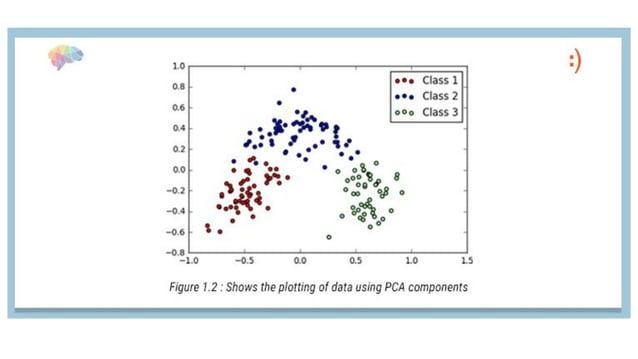 :)
1.0
0.8
0.6
0.4
0.2
0.0
−0.2
−0.4
−0.6
−0.8
−1.0 −0.5 0.0 0.5 1.0 1.5
Class 1
Class 2
Class 3
Figure 1.2 : Shows the plotting of data using PCA components